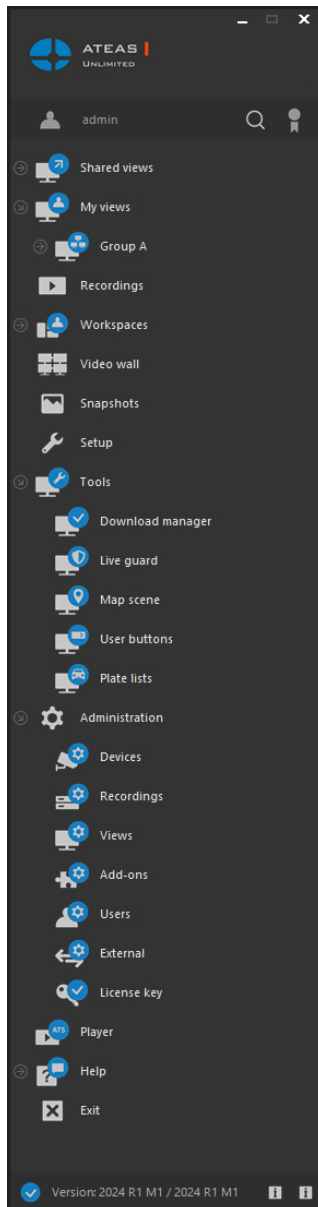 ATEAS
UNLIMITED
admin
Shared views
My views
Group A
Recordings
Workspaces
Video wall
Snapshots
Setup
Tools
Download manager
Live guard
Map scene
User buttons
Plate lists
Administration
Devices
Recordings
Views
Add-ons
Users
External
License key
ATS
Player
Help
Exit
Version: 2024 R1 M1 / 2024 R1 M1